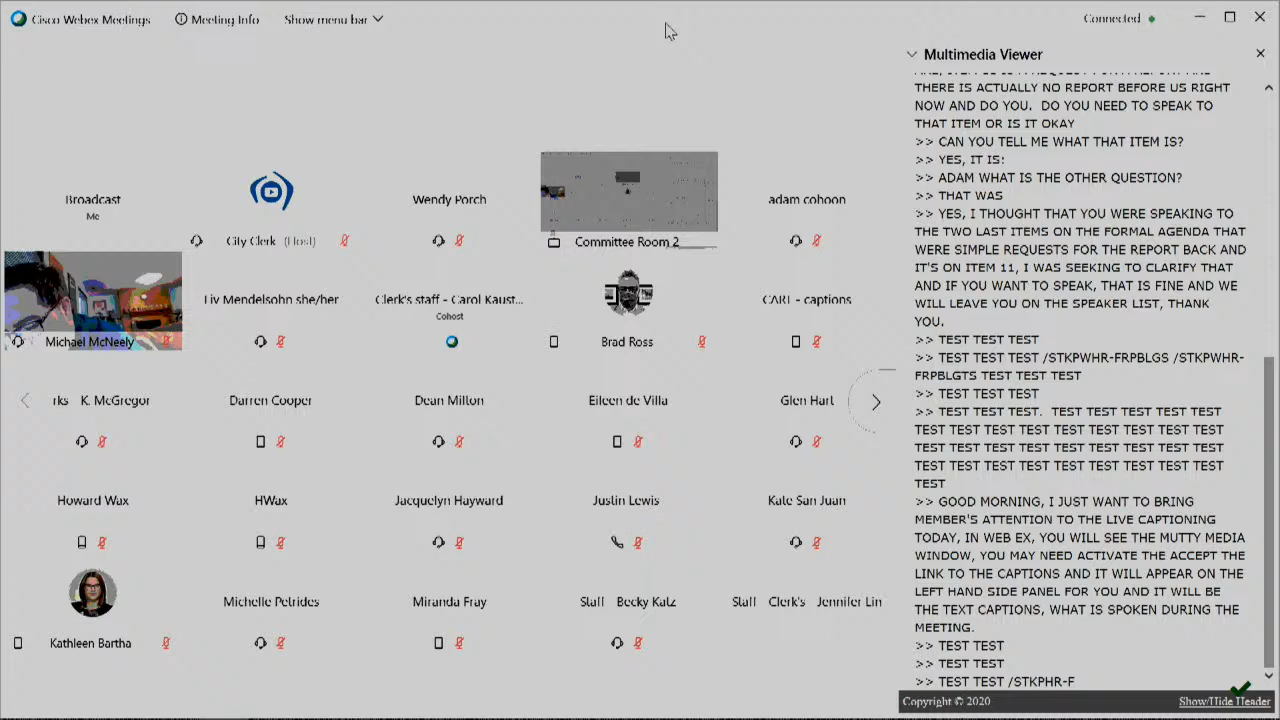 Cisco Webex Meetings
Meeting Info
Show menu bar
Connected
Multimedia Viewer
THERE IS ACTUALLY NO REPORT BEFORE US RIGHT
NOW AND DO YOU.  DO YOU NEED TO SPEAK TO
THAT ITEM OR IS IT OKAY
>> CAN YOU TELL ME WHAT THAT ITEM IS?
>> YES, IT IS:
>> ADAM WHAT IS THE OTHER QUESTION?
>> THAT WAS
>> YES, I THOUGHT THAT YOU WERE SPEAKING TO
THE TWO LAST ITEMS ON THE FORMAL AGENDA THAT
WERE SIMPLE REQUESTS FOR THE REPORT BACK AND
IT'S ON ITEM 11, I WAS SEEKING TO CLARIFY THAT
AND IF YOU WANT TO SPEAK, THAT IS FINE AND WE
WILL LEAVE YOU ON THE SPEAKER LIST, THANK
YOU.
>> TEST TEST TEST
>> TEST TEST TEST /STKPWHR-FRPBLGS /STKPWHR-
FRPBLGTS TEST TEST TEST
>> TEST TEST TEST
>> TEST TEST TEST.  TEST TEST TEST TEST TEST
TEST TEST TEST TEST TEST TEST TEST TEST TEST
TEST TEST TEST TEST TEST TEST TEST TEST TEST
TEST TEST TEST TEST TEST TEST TEST TEST TEST
TEST
>> GOOD MORNING, I JUST WANT TO BRING
MEMBER'S ATTENTION TO THE LIVE CAPTIONING
TODAY, IN WEB EX, YOU WILL SEE THE MUTTY MEDIA
WINDOW, YOU MAY NEED ACTIVATE THE ACCEPT THE
LINK TO THE CAPTIONS AND IT WILL APPEAR ON THE
LEFT HAND SIDE PANEL FOR YOU AND IT WILL BE
THE TEXT CAPTIONS, WHAT IS SPOKEN DURING THE
MEETING.
>> TEST TEST
>> TEST TEST
>> TEST TEST /STKPHR-F
Copyright © 2020
Show/Hide Header
Broadcast
Me
City Clerk (Host)
Wendy Porch
Committee Room 2
adam cohoon
Michael McNeely
Liv Mendelsohn she/her
Clerk's staff - Carol Kaust...
Cohost
Brad Ross
CART - captions
rks K. McGregor
Darren Cooper
Dean Milton
Eileen de Villa
Glen Hart
Howard Wax
HWax
Jacquelyn Hayward
Justin Lewis
Kate San Juan
Kathleen Bartha
Michelle Petrides
Miranda Fray
Staff Becky Katz
Staff Clerk's Jennifer Lin